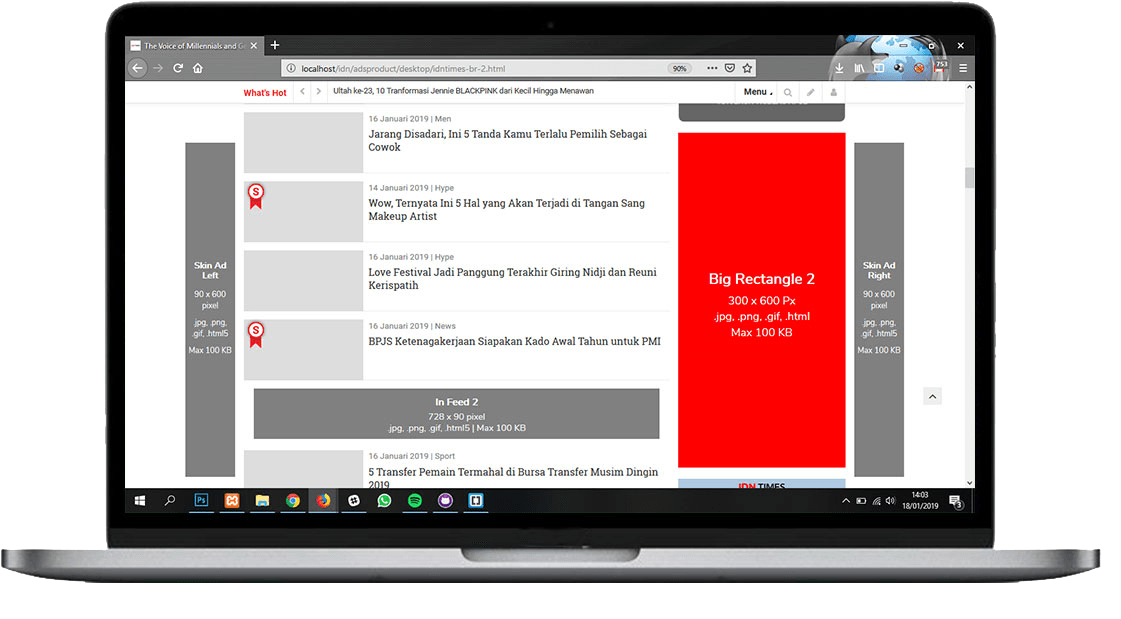 The Voice of Millennials and G
localhost/idn/adsproduct/desktop/idntimes-br-2.html
90%
753
What's Hot
Ultah ke-23, 10 Tranformasi Jennie BLACKPINK dari Kecil Hingga Menawan
Menu
16 Januari 2019 | Men
Jarang Disadari, Ini 5 Tanda Kamu Terlalu Pemilih Sebagai
Cowok
S
14 Januari 2019 | Hype
Wow, Ternyata Ini 5 Hal yang Akan Terjadi di Tangan Sang
Makeup Artist
16 Januari 2019 | Hype
Love Festival Jadi Panggung Terakhir Giring Nidji dan Reuni
Kerispatih
S
16 Januari 2019 | News
BPJS Ketenagakerjaan Siapakan Kado Awal Tahun untuk PMI
In Feed 2
728 x 90 pixel
.jpg, .png, .gif, .html5 | Max 100 KB
16 Januari 2019 | Sport
5 Transfer Pemain Termahal di Bursa Transfer Musim Dingin
2019
Skin Ad
Left
90 x 600
pixel
.jpg, .png,
.gif, .html5
Max 100 KB
Big Rectangle 2
300 x 600 Px
.jpg, .png, .gif, .html
Max 100 KB
Skin Ad
Right
90 x 600
pixel
.jpg, .png,
.gif, .html5
Max 100 KB
IDN TIMES
Ps
14:03
18/01/2019
3